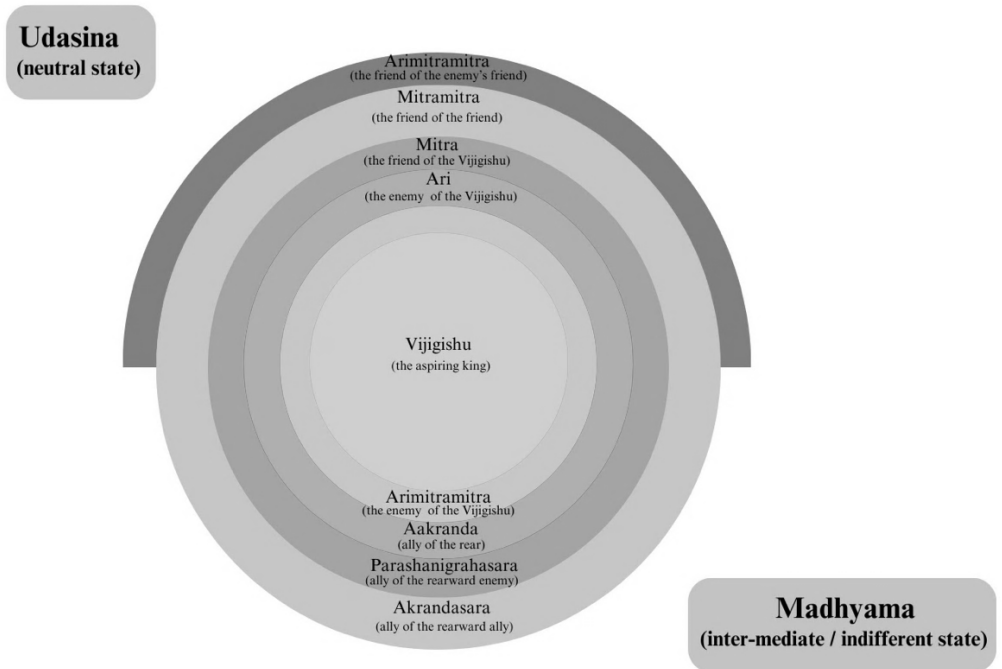 Udasina
(neutral state)
Arimitramitra
(the friend of the enemy's friend)
Mitramitra
(the friend of the friend)
Mitra
(the friend of the Vijigishu)
Ari
(the enemy of the Vijigishu)
Vijigishu
(the aspiring king)
Arimitramitra
(the enemy of the Vijigishu)
Aakranda
(ally of the rear)
Parashanigrahasara
(ally of the rearward enemy)
Akrandasara
(ally of the rearward ally)
Madhyama
(inter-mediate / indifferent state)